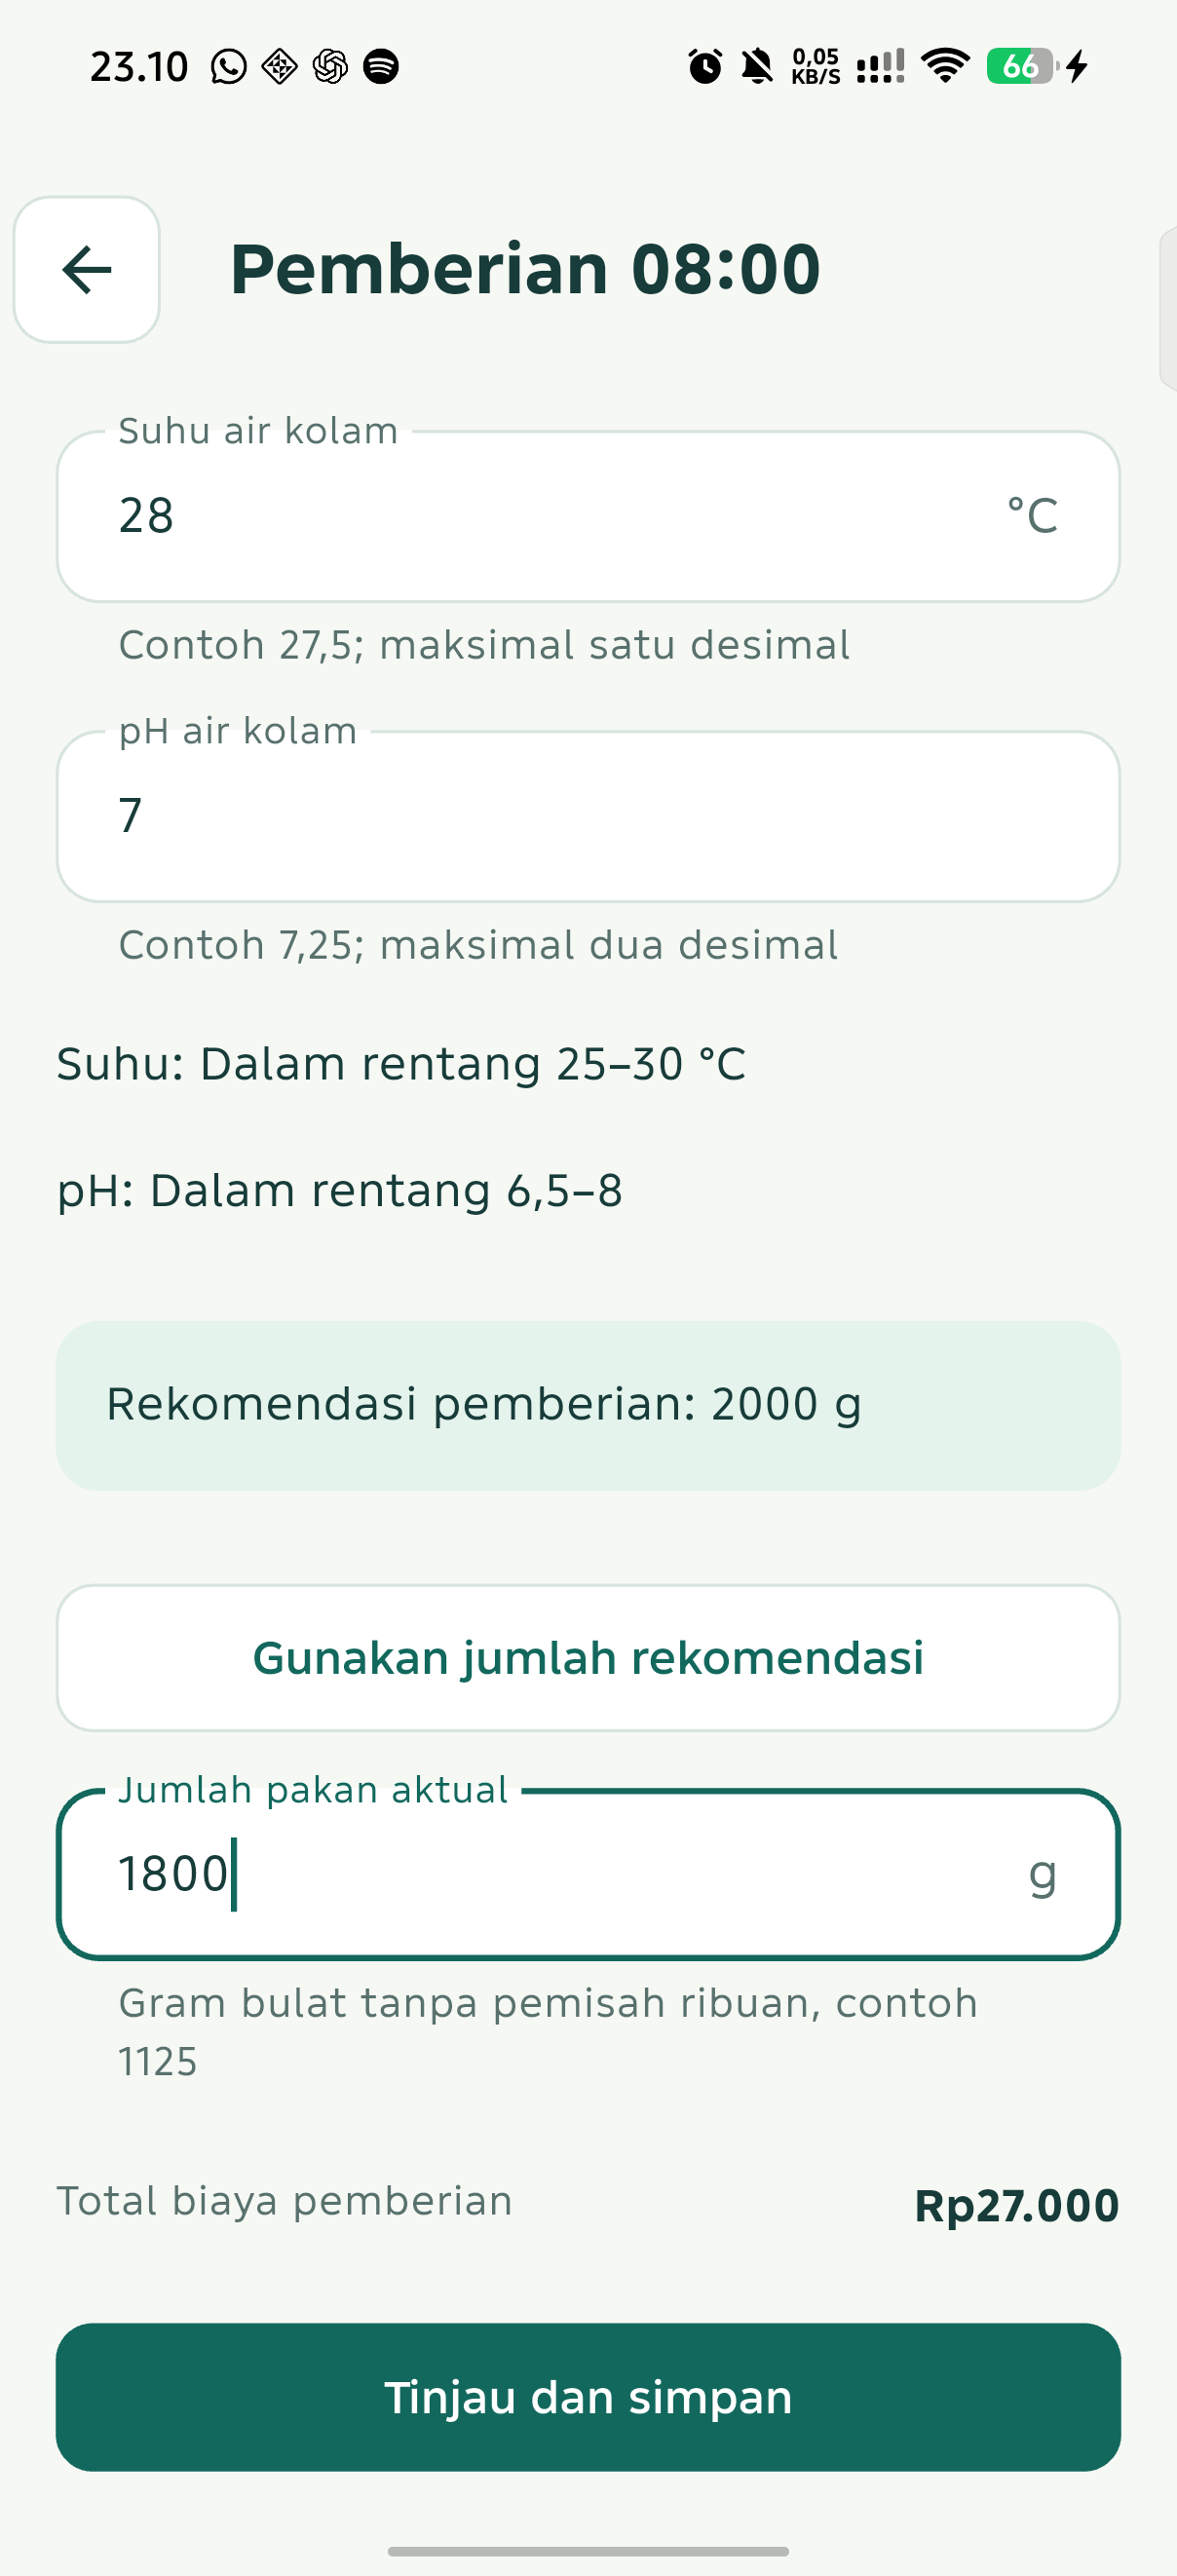 23.10
0,05
KB/S
66
Pemberian 08:00
Suhu air kolam
28 °C
Contoh 27,5; maksimal satu desimal
pH air kolam
7
Contoh 7,25; maksimal dua desimal
Suhu: Dalam rentang 25–30 °C
pH: Dalam rentang 6,5–8
Rekomendasi pemberian: 2000 g
Gunakan jumlah rekomendasi
Jumlah pakan aktual
1800 g
Gram bulat tanpa pemisah ribuan, contoh
1125
Total biaya pemberian Rp27.000
Tinjau dan simpan